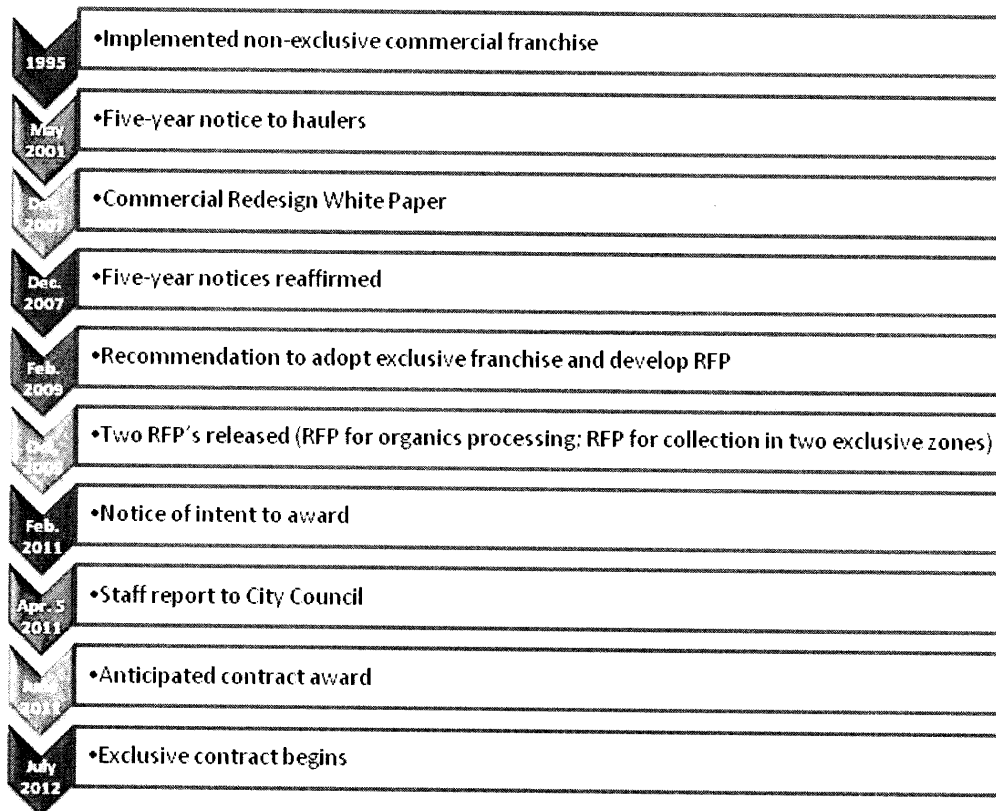 1995
•Implemented non-exclusive commercial franchise
May
2001
•Five-year notice to haulers
2007
•Commercial Redesign White Paper
Dec.
2007
•Five-year notices reaffirmed
Feb.
2009
•Recommendation to adopt exclusive franchise and develop RFP
•Two RFP's released (RFP for organics processing; RFP for collection in two exclusive zones)
Feb.
2011
•Notice of intent to award
Apr. 5
2011
•Staff report to City Council
2011
•Anticipated contract award
July
2012
•Exclusive contract begins